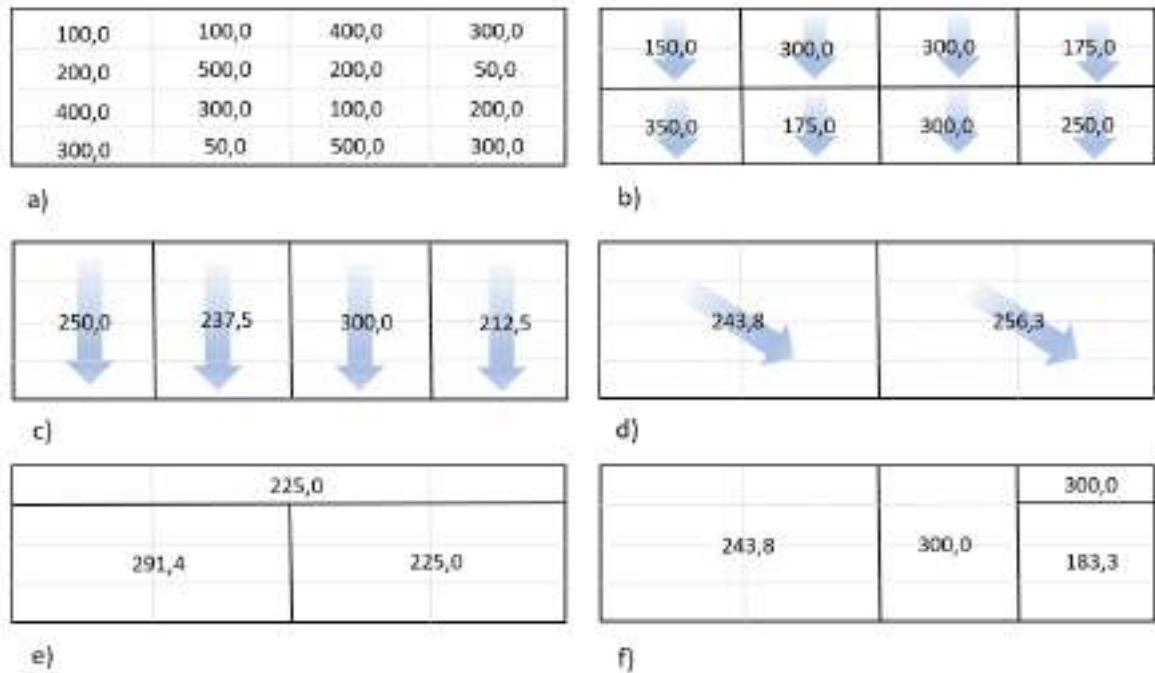 100,0 100,0 400,0 300,0
200,0 500,0 200,0 50,0
400,0 300,0 100,0 200,0
300,0 50,0 500,0 300,0
a)
150,0 300,0 300,0 175,0
350,0 175,0 300,0 250,0
b)
250,0 237,5 300,0 212,5
c)
243,8 256,3
d)
225,0
291,4 225,0
e)
300,0
243,8 300,0
183,3
f)